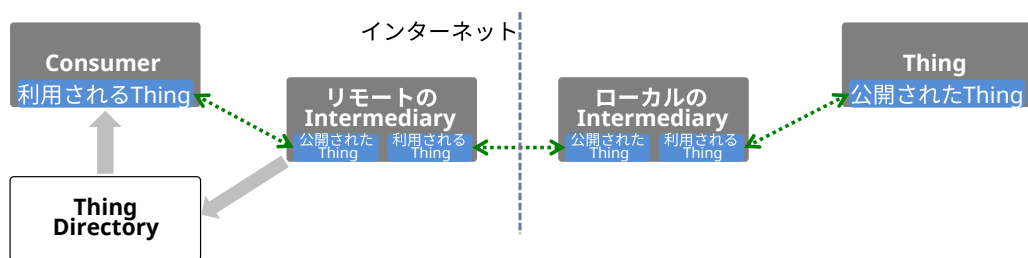 インターネット
Consumer
利用されるThing
リモートの
Intermediary
公開された
Thing
利用される
Thing
ローカルの
Intermediary
公開された
Thing
利用される
Thing
Thing
公開されたThing
Thing
Directory